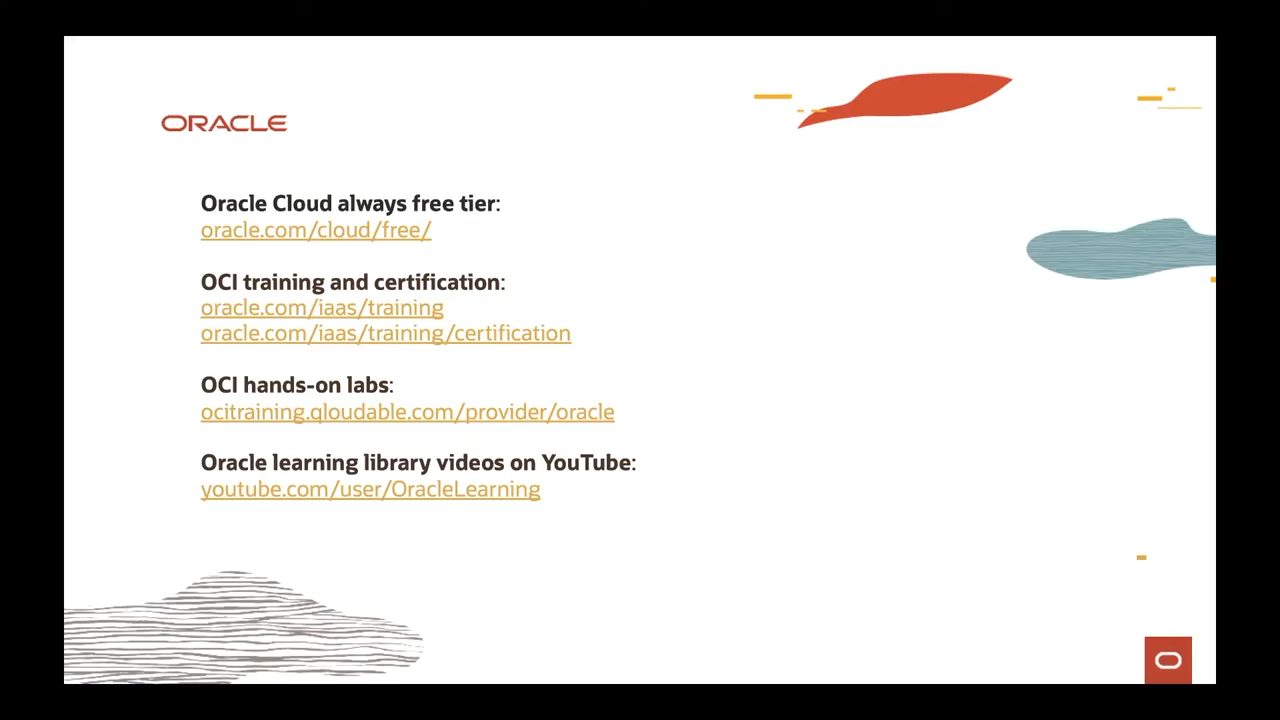 ORACLE
Oracle Cloud always free tier:
oracle.com/cloud/free/
OCI training and certification:
oracle.com/iaas/training
oracle.com/iaas/training/certification
OCI hands-on labs:
ocitraining.qloudable.com/provider/oracle
Oracle learning library videos on YouTube:
youtube.com/user/OracleLearning